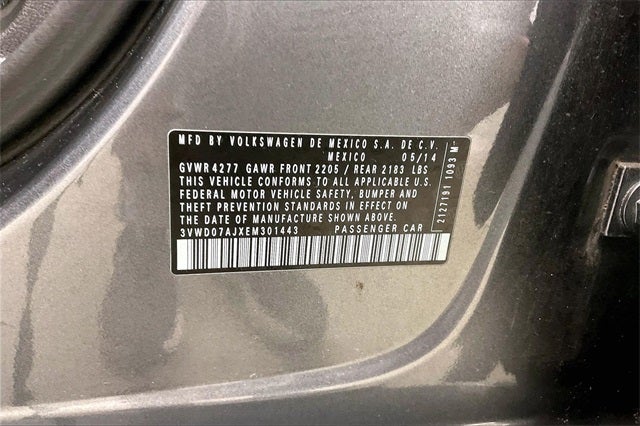 MFD BY VOLKSWAGEN DE MEXICO S.A. DE C.V.
MEXICO 05/14
GVWR4277 GAWR FRONT 2205 / REAR 2183 LBS
THIS VEHICLE CONFORMS TO ALL APPLICABLE U.S.
FEDERAL MOTOR VEHICLE SAFETY, BUMPER AND
THEFT PREVENTION STANDARDS IN EFFECT ON
THE DATE OF MANUFACTURE SHOWN ABOVE.
3VWD07AJXEM301443 PASSENGER CAR
2127191 1093 M